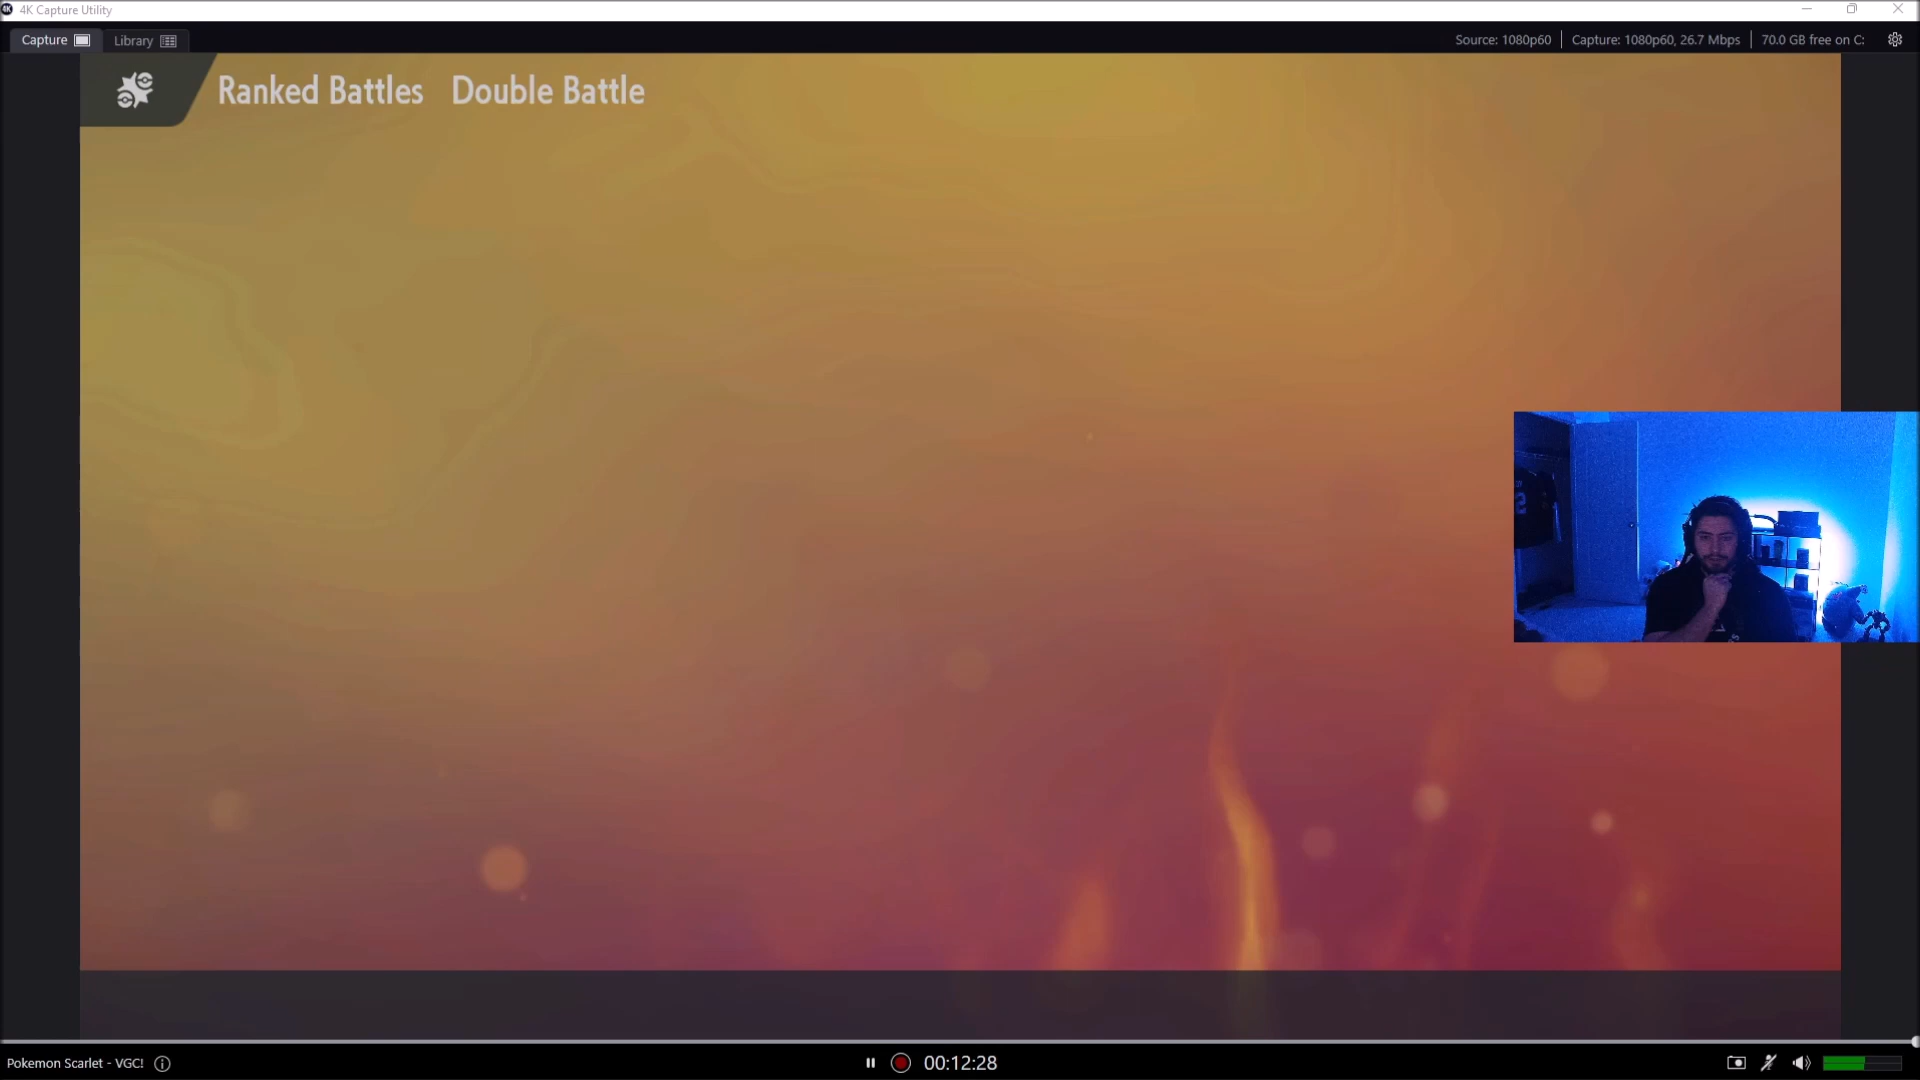 4K Capture Utility
Capture
Library
Source: 1080p60
Capture: 1080p60, 26.7 Mbps
70.0 GB free on C:
Ranked Battles Double Battle
Pokemon Scarlet - VGC!
00:12:28